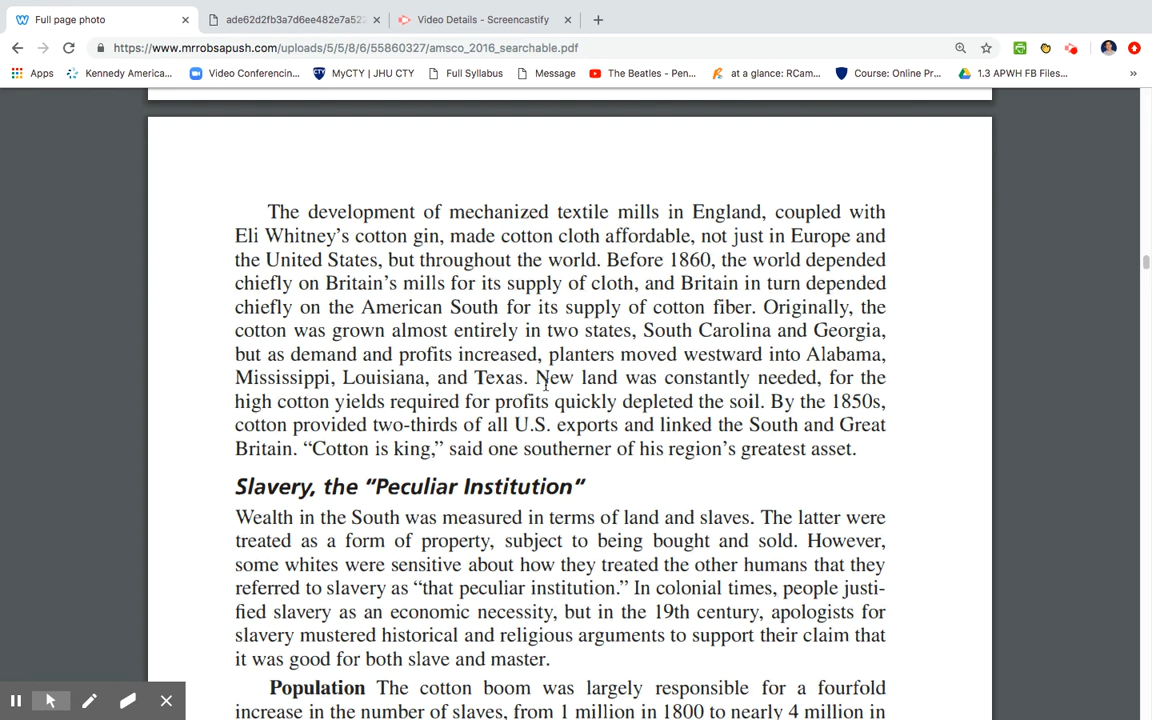 Full page photo
ade62d2fb3a7d6ee482e7a522
Video Details - Screencastify
https://www.mrrobsapush.com/uploads/5/5/8/6/55860327/amsco_2016_searchable.pdf
Apps
Kennedy America...
Video Conferencin...
MyCTY | JHU CTY
Full Syllabus
Message
The Beatles - Pen...
at a glance: RCam...
Course: Online Pr...
1.3 APWH FB Files...
The development of mechanized textile mills in England, coupled with
Eli Whitney’s cotton gin, made cotton cloth affordable, not just in Europe and
the United States, but throughout the world. Before 1860, the world depended
chiefly on Britain’s mills for its supply of cloth, and Britain in turn depended
chiefly on the American South for its supply of cotton fiber. Originally, the
cotton was grown almost entirely in two states, South Carolina and Georgia,
but as demand and profits increased, planters moved westward into Alabama,
Mississippi, Louisiana, and Texas. New land was constantly needed, for the
high cotton yields required for profits quickly depleted the soil. By the 1850s,
cotton provided two-thirds of all U.S. exports and linked the South and Great
Britain. “Cotton is king,” said one southerner of his region’s greatest asset.
Slavery, the “Peculiar Institution“
Wealth in the South was measured in terms of land and slaves. The latter were
treated as a form of property, subject to being bought and sold. However,
some whites were sensitive about how they treated the other humans that they
referred to slavery as “that peculiar institution.” In colonial times, people justi-
fied slavery as an economic necessity, but in the 19th century, apologists for
slavery mustered historical and religious arguments to support their claim that
it was good for both slave and master.
Population The cotton boom was largely responsible for a fourfold
increase in the number of slaves, from 1 million in 1800 to nearly 4 million in